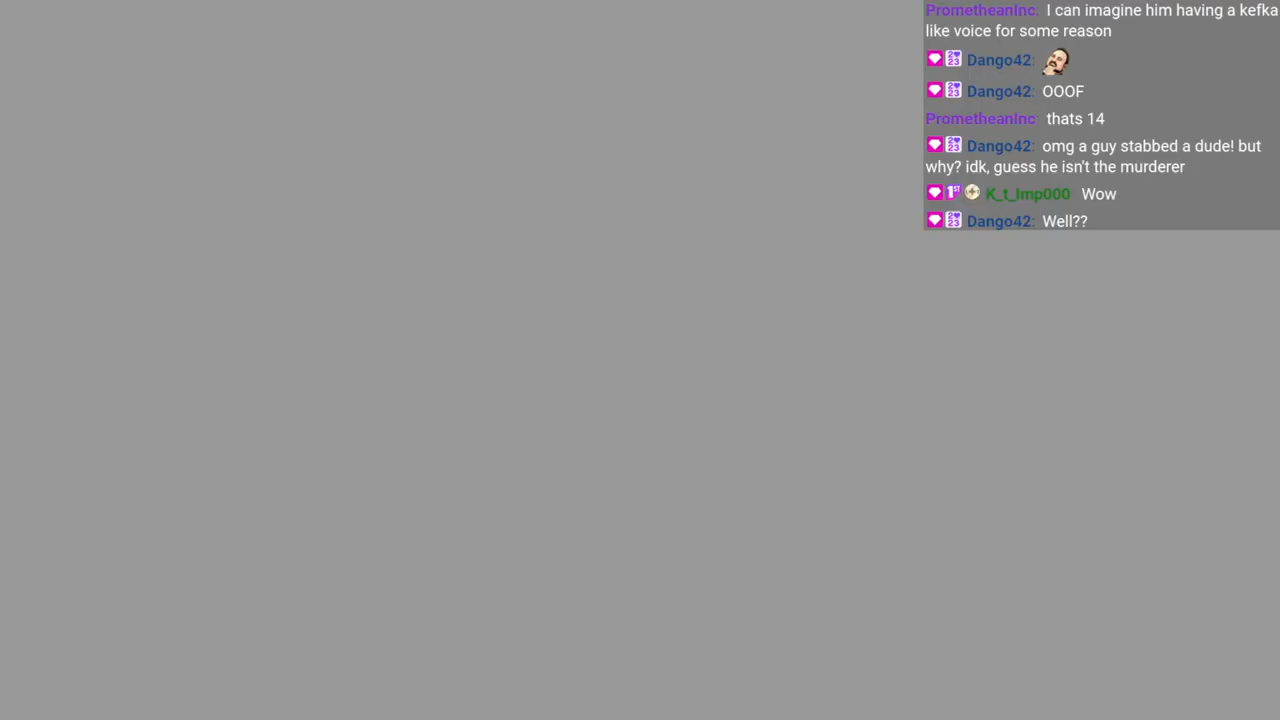 PrometheanInc: I can imagine him having a kefka
like voice for some reason
Dango42:
Dango42: OOOF
PrometheanInc: thats 14
Dango42: omg a guy stabbed a dude! but
why? idk, guess he isn't the murderer
1ST K_t_Imp000 Wow
Dango42: Well??